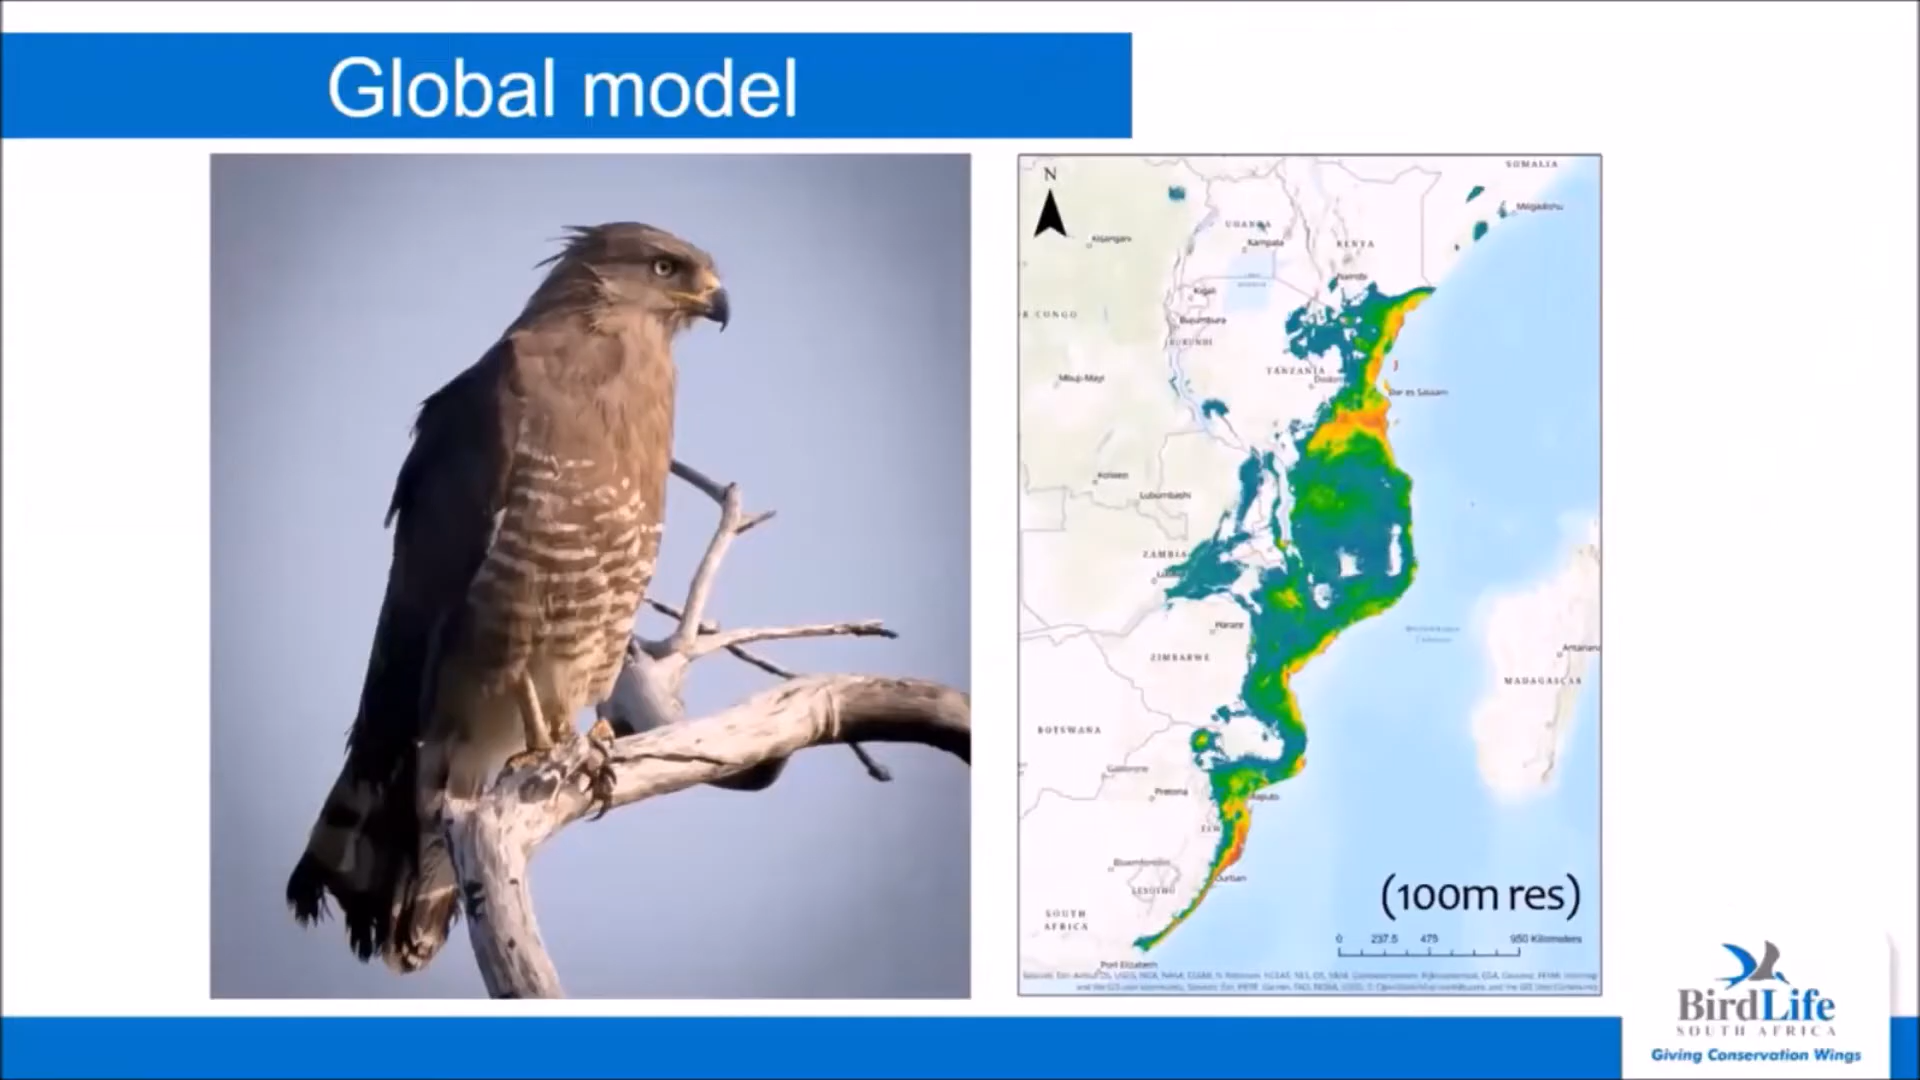 Global model
N
SOMALIA
Mogadishu
UGANDA
Kampala
KENYA
Kisangani
Nairobi
Kigali
R CONGO
Bujumbura
BURUNDI
Mbuji-Mayi
TANZANIA
Dodom
Dar es Salaam
Kolwezi
Lubumbashi
ZAMBIA
Harare
ZIMBABWE
Antanan
MADAGASCAR
BOTSWANA
Gaborone
Pretoria
Maputo
Bloemfontein
LESOTHO
Durban
SOUTH
AFRICA
Port Elizabeth
(100m res)
0 237.5 475 950 Kilometers
BirdLife
SOUTH AFRICA
Giving Conservation Wings